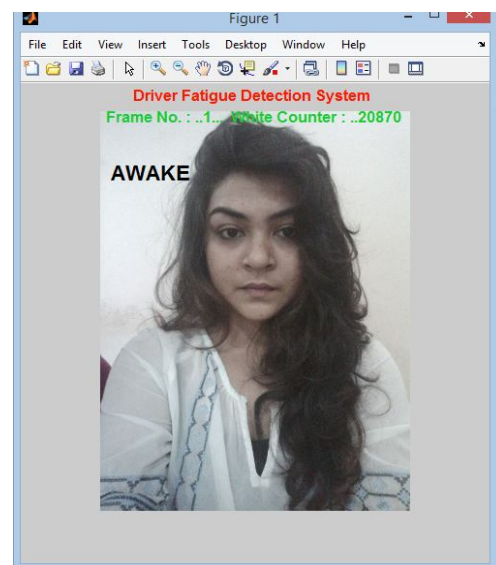 Figure 1
File Edit View Insert Tools Desktop Window Help
Driver Fatigue Detection System
Frame No. : ..1... White Counter : ..20870
AWAKE